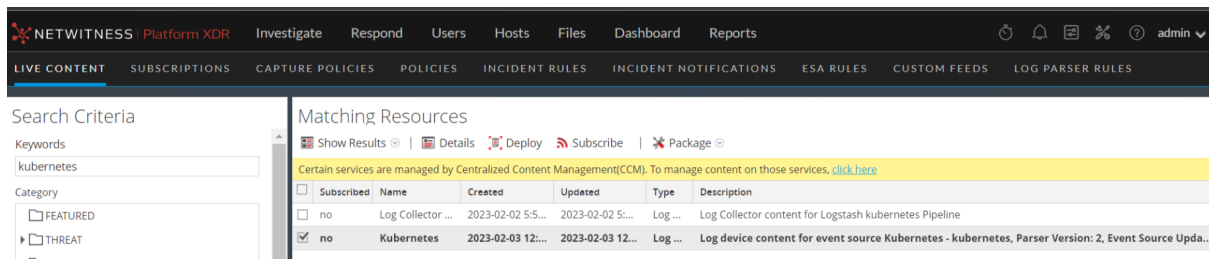 NETWITNESS Platform XDR Investigate Respond Users Hosts Files Dashboard Reports admin
LIVE CONTENT SUBSCRIPTIONS CAPTURE POLICIES POLICIES INCIDENT RULES INCIDENT NOTIFICATIONS ESA RULES CUSTOM FEEDS LOG PARSER RULES
Search Criteria
Keywords
kubernetes
Category
FEATURED
THREAT
Matching Resources
Show Results | Details Deploy Subscribe | Package
Certain services are managed by Centralized Content Management(CCM). To manage content on those services, click here
Subscribed Name Created Updated Type Description
no Log Collector ... 2023-02-02 5:5... 2023-02-02 5:... Log ... Log Collector content for Logstash kubernetes Pipeline
no Kubernetes 2023-02-03 12:... 2023-02-03 12... Log ... Log device content for event source Kubernetes - kubernetes, Parser Version: 2, Event Source Upda..